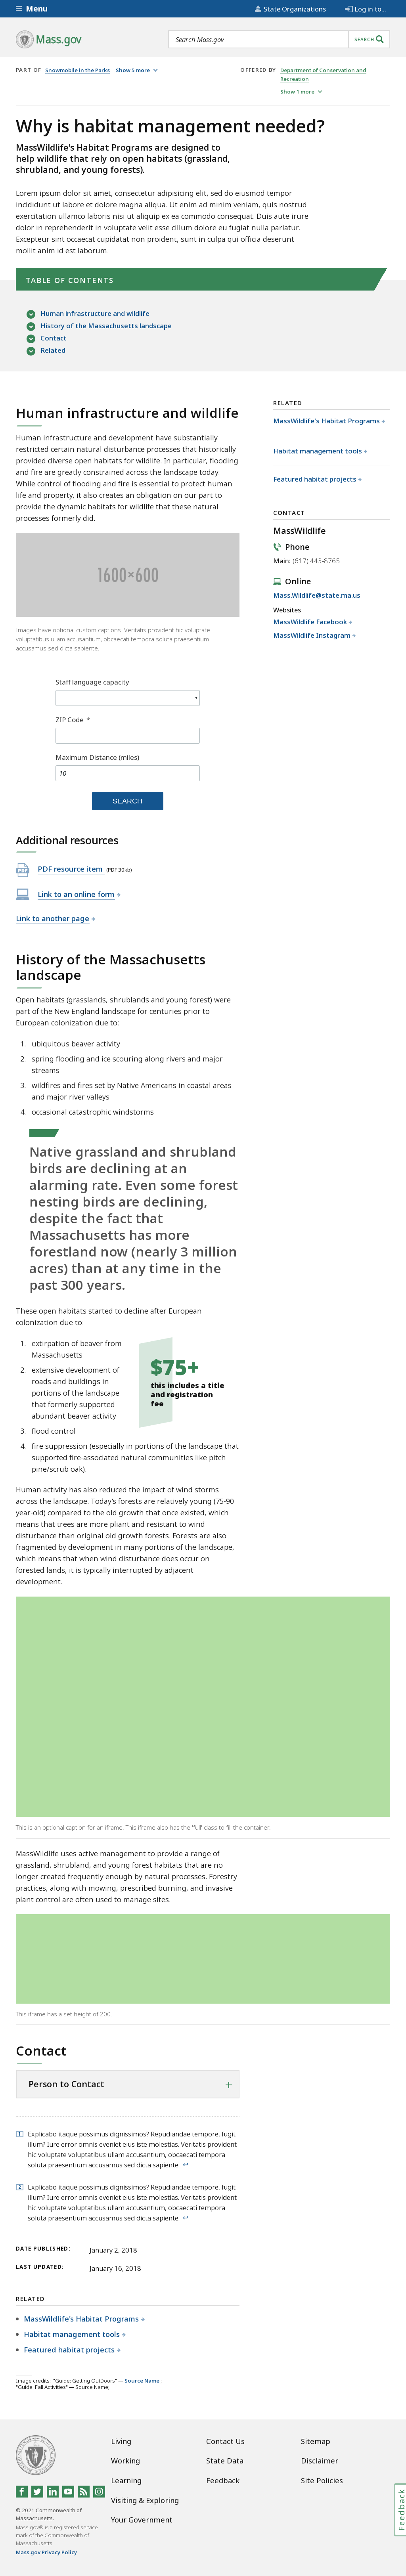 Menu
State Organizations
Log in to...
Mass.gov
Search Mass.gov
SEARCH
PART OF Snowmobile in the Parks Show 5 more
OFFERED BY Department of Conservation and
Recreation
Show 1 more
Why is habitat management needed?
MassWildlife's Habitat Programs are designed to
help wildlife that rely on open habitats (grassland,
shrubland, and young forests).
Lorem ipsum dolor sit amet, consectetur adipisicing elit, sed do eiusmod tempor
incididunt ut labore et dolore magna aliqua. Ut enim ad minim veniam, quis nostrud
exercitation ullamco laboris nisi ut aliquip ex ea commodo consequat. Duis aute irure
dolor in reprehenderit in voluptate velit esse cillum dolore eu fugiat nulla pariatur.
Excepteur sint occaecat cupidatat non proident, sunt in culpa qui officia deserunt
mollit anim id est laborum.
TABLE OF CONTENTS
Human infrastructure and wildlife
History of the Massachusetts landscape
Contact
Related
Human infrastructure and wildlife
Human infrastructure and development have substantially
restricted certain natural disturbance processes that historically
provided diverse open habitats for wildlife. In particular, flooding
and fire are greatly constrained across the landscape today.
While control of flooding and fire is essential to protect human
life and property, it also creates an obligation on our part to
provide the dynamic habitats for wildlife that these natural
processes formerly did.
1600×600
Images have optional custom captions. Ventatis provident hic voluptate
voluptatibus ullam accusantium, obcaecati tempora soluta praesentium
accusamus sed dicta sapiente.
Staff language capacity
ZIP Code *
Maximum Distance (miles)
10
SEARCH
Additional resources
PDF resource item (PDF 30kb)
Link to an online form
Link to another page
RELATED
MassWildlife's Habitat Programs
Habitat management tools
Featured habitat projects
CONTACT
MassWildlife
Phone
Main: (617) 443-8765
Online
Mass.Wildlife@state.ma.us
Websites
MassWildlife Facebook
MassWildlife Instagram
History of the Massachusetts
landscape
Open habitats (grasslands, shrublands and young forest) were
part of the New England landscape for centuries prior to
European colonization due to:
1. ubiquitous beaver activity
2. spring flooding and ice scouring along rivers and major
streams
3. wildfires and fires set by Native Americans in coastal areas
and major river valleys
4. occasional catastrophic windstorms
Native grassland and shrubland
birds are declining at an
alarming rate. Even some forest
nesting birds are declining,
despite the fact that
Massachusetts has more
forestland now (nearly 3 million
acres) than at any time in the
past 300 years.
These open habitats started to decline after European
colonization due to:
1. extirpation of beaver from
Massachusetts
2. extensive development of
roads and buildings in
portions of the landscape
that formerly supported
abundant beaver activity
3. flood control
4. fire suppression (especially in portions of the landscape that
supported fire-associated natural communities like pitch
pine/scrub oak).
$75+
this includes a title
and registration
fee
Human activity has also reduced the impact of wind storms
across the landscape. Today's forests are relatively young (75-90
year-old) compared to the old growth that once existed, which
means that trees are more pliant and resistant to wind
disturbance than original old growth forests. Forests are also
fragmented by development in many portions of the landscape,
which means that when wind disturbance does occur on
forested lands, it is typically interrupted by adjacent
development.
This is an optional caption for an iframe. This iframe also has the 'full' class to fill the container.
MassWildlife uses active management to provide a range of
grassland, shrubland, and young forest habitats that are no
longer created frequently enough by natural processes. Forestry
practices, along with mowing, prescribed burning, and invasive
plant control are often used to manage sites.
This iframe has a set height of 200.
Contact
Person to Contact
1 Explicabo itaque possimus dignissimos? Repudiandae tempore, fugit
illum? Iure error omnis eveniet eius iste molestias. Veritatis provident
hic voluptate voluptatibus ullam accusantium, obcaecati tempora
soluta praesentium accusamus sed dicta sapiente. ↩
2 Explicabo itaque possimus dignissimos? Repudiandae tempore, fugit
illum? Iure error omnis eveniet eius iste molestias. Veritatis provident
hic voluptate voluptatibus ullam accusantium, obcaecati tempora
soluta praesentium accusamus sed dicta sapiente. ↩
DATE PUBLISHED: January 2, 2018
LAST UPDATED: January 16, 2018
RELATED
MassWildlife's Habitat Programs
Habitat management tools
Featured habitat projects
Image credits: "Guide: Getting OutDoors" — Source Name;
"Guide: Fall Activities" — Source Name;
Living
Working
Learning
Visiting & Exploring
Your Government
Contact Us
State Data
Feedback
Sitemap
Disclaimer
Site Policies
© 2021 Commonwealth of
Massachusetts.
Mass.gov® is a registered service
mark of the Commonwealth of
Massachusetts.
Mass.gov Privacy Policy
Feedback